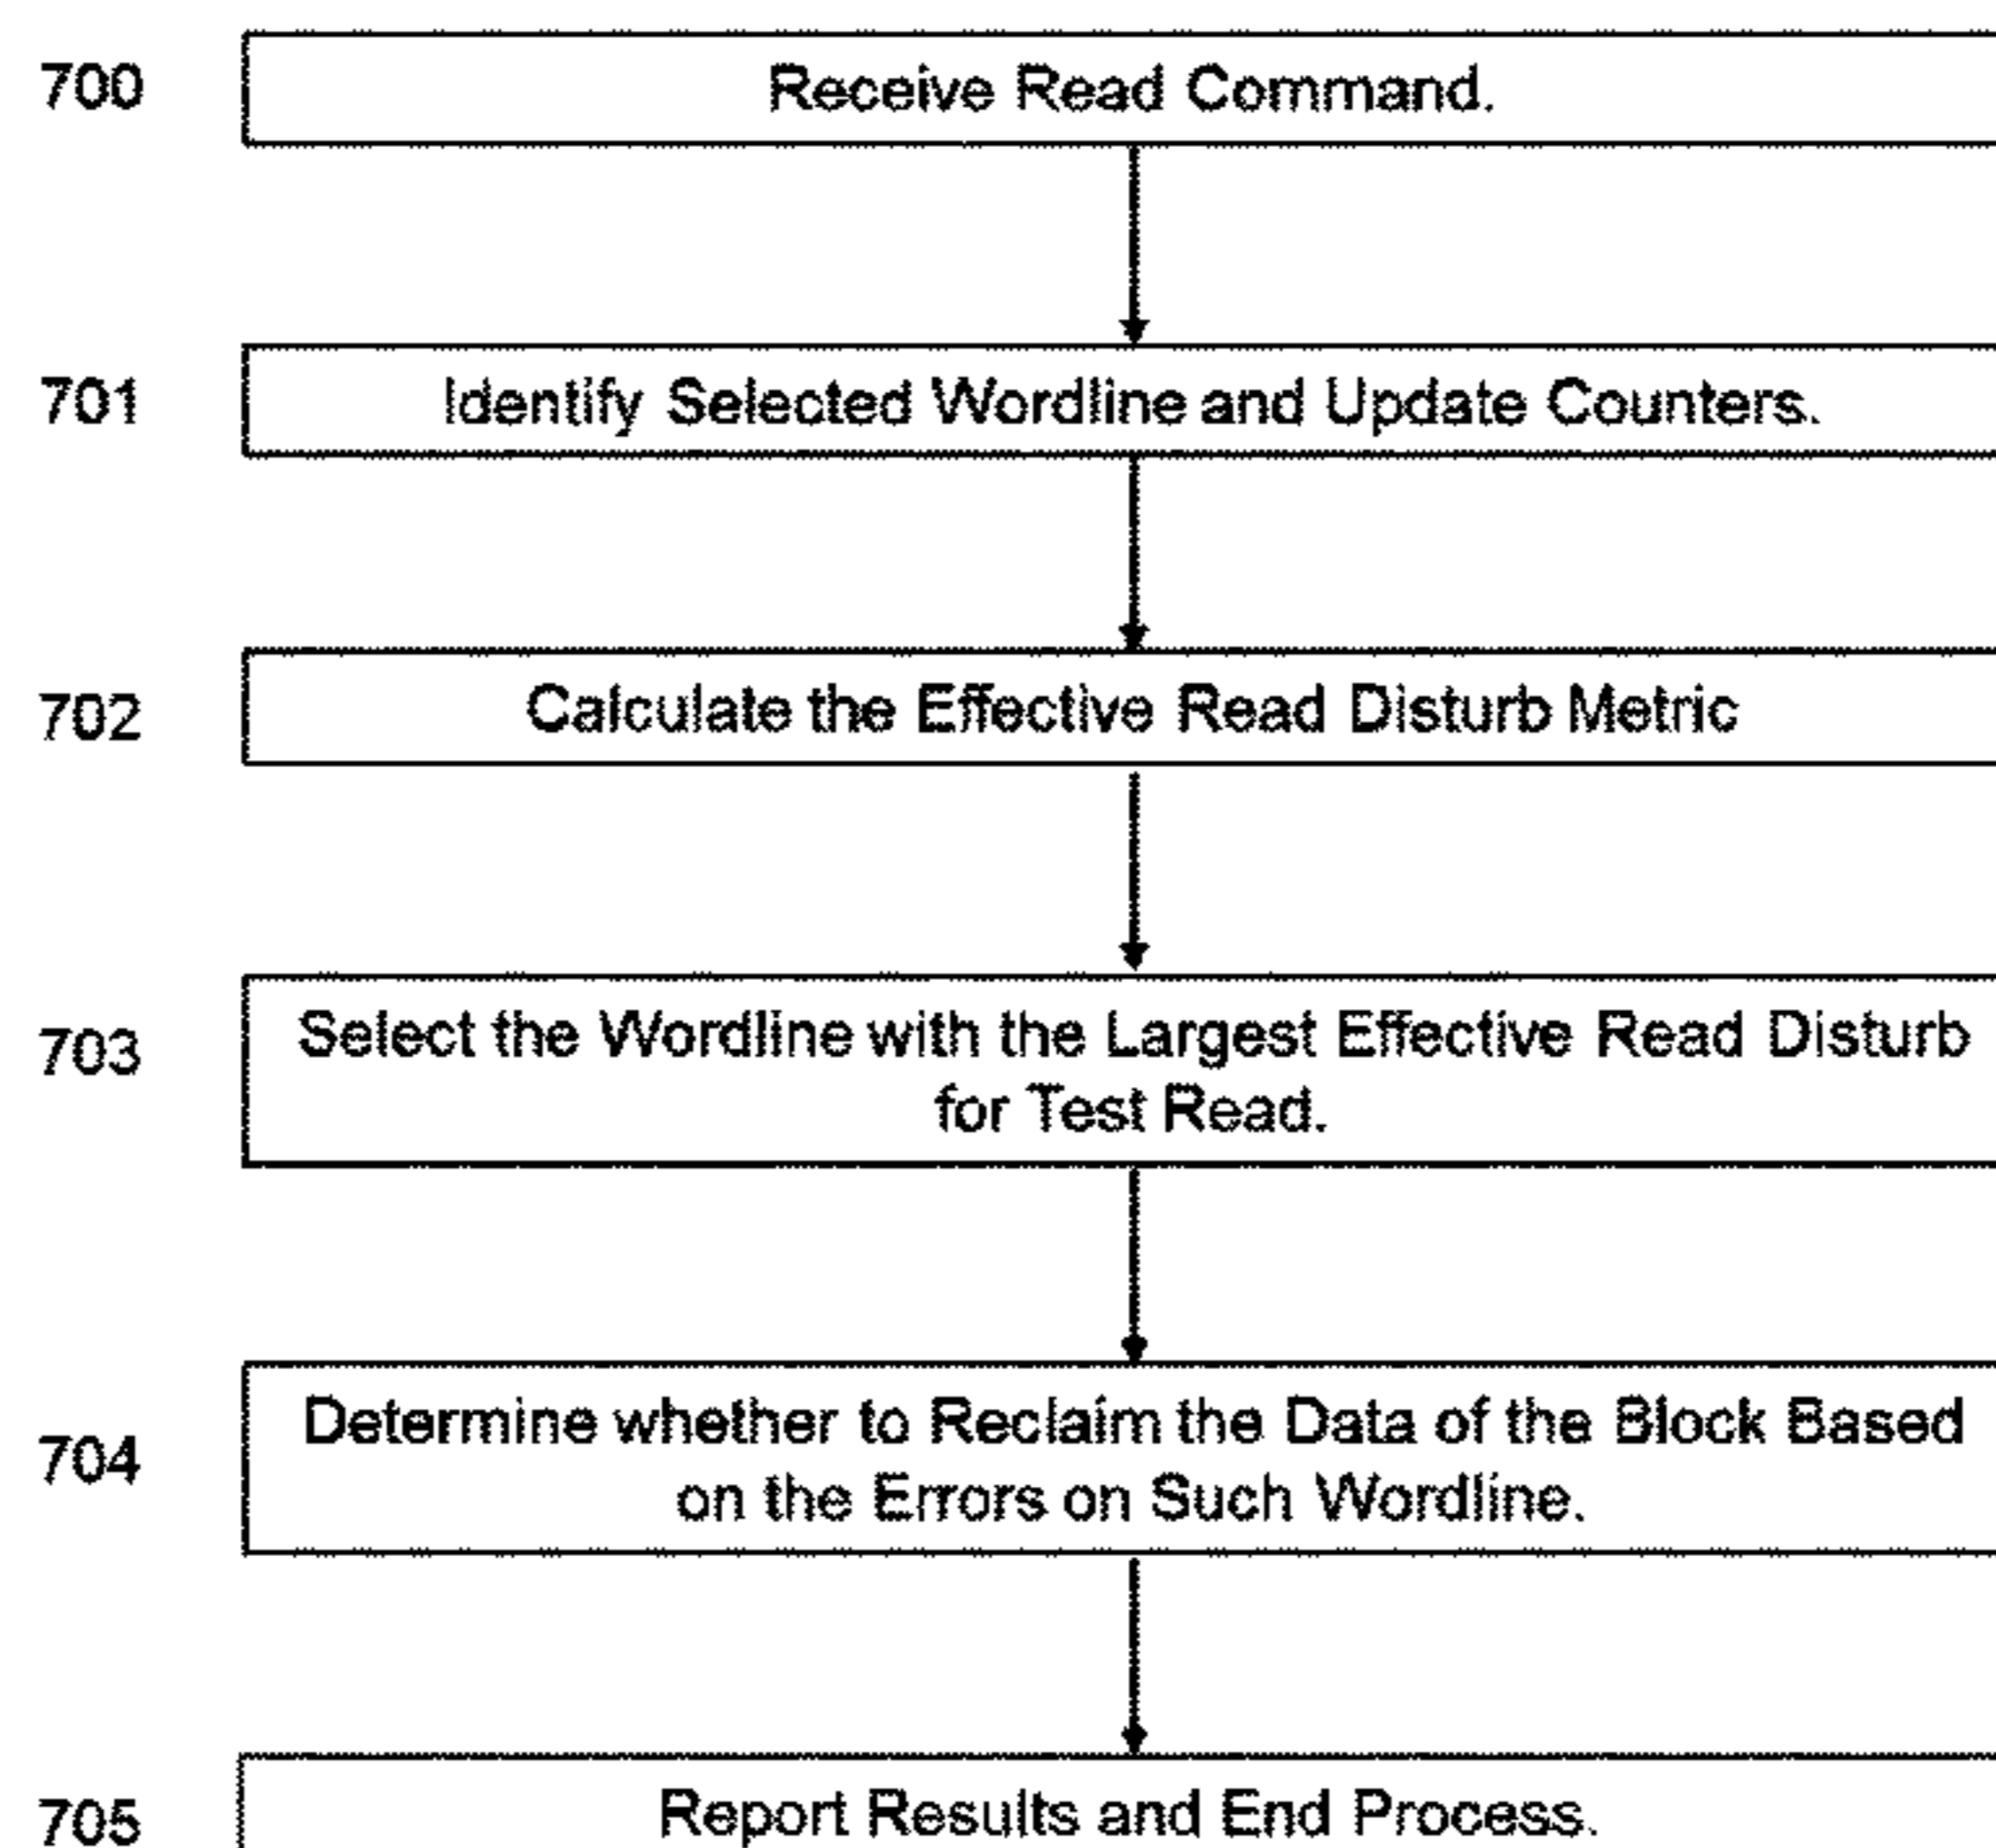 700
Receive Read Command.
701
Identify Selected Wordline and Update Counters.
702
Calculate the Effective Read Disturb Metric
703
Select the Wordline with the Largest Effective Read Disturb
for Test Read.
704
Determine whether to Reclaim the Data of the Block Based
on the Errors on Such Wordline.
705
Report Results and End Process.